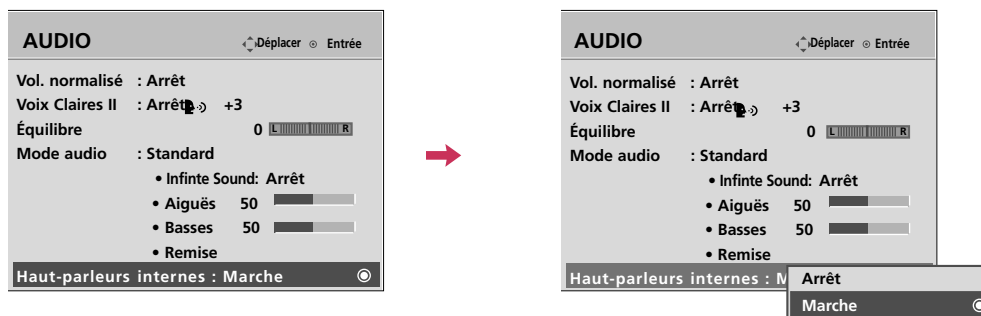 AUDIO
Déplacer Entrée
Vol. normalisé : Arrêt
Voix Claires II : Arrêt +3
Équilibre 0 L R
Mode audio : Standard
• Infinte Sound: Arrêt
• Aiguës 50
• Basses 50
• Remise
Haut-parleurs internes : Marche
AUDIO
Déplacer Entrée
Vol. normalisé : Arrêt
Voix Claires II : Arrêt +3
Équilibre 0 L R
Mode audio : Standard
• Infinte Sound: Arrêt
• Aiguës 50
• Basses 50
• Remise
Haut-parleurs internes : M
Arrêt
Marche